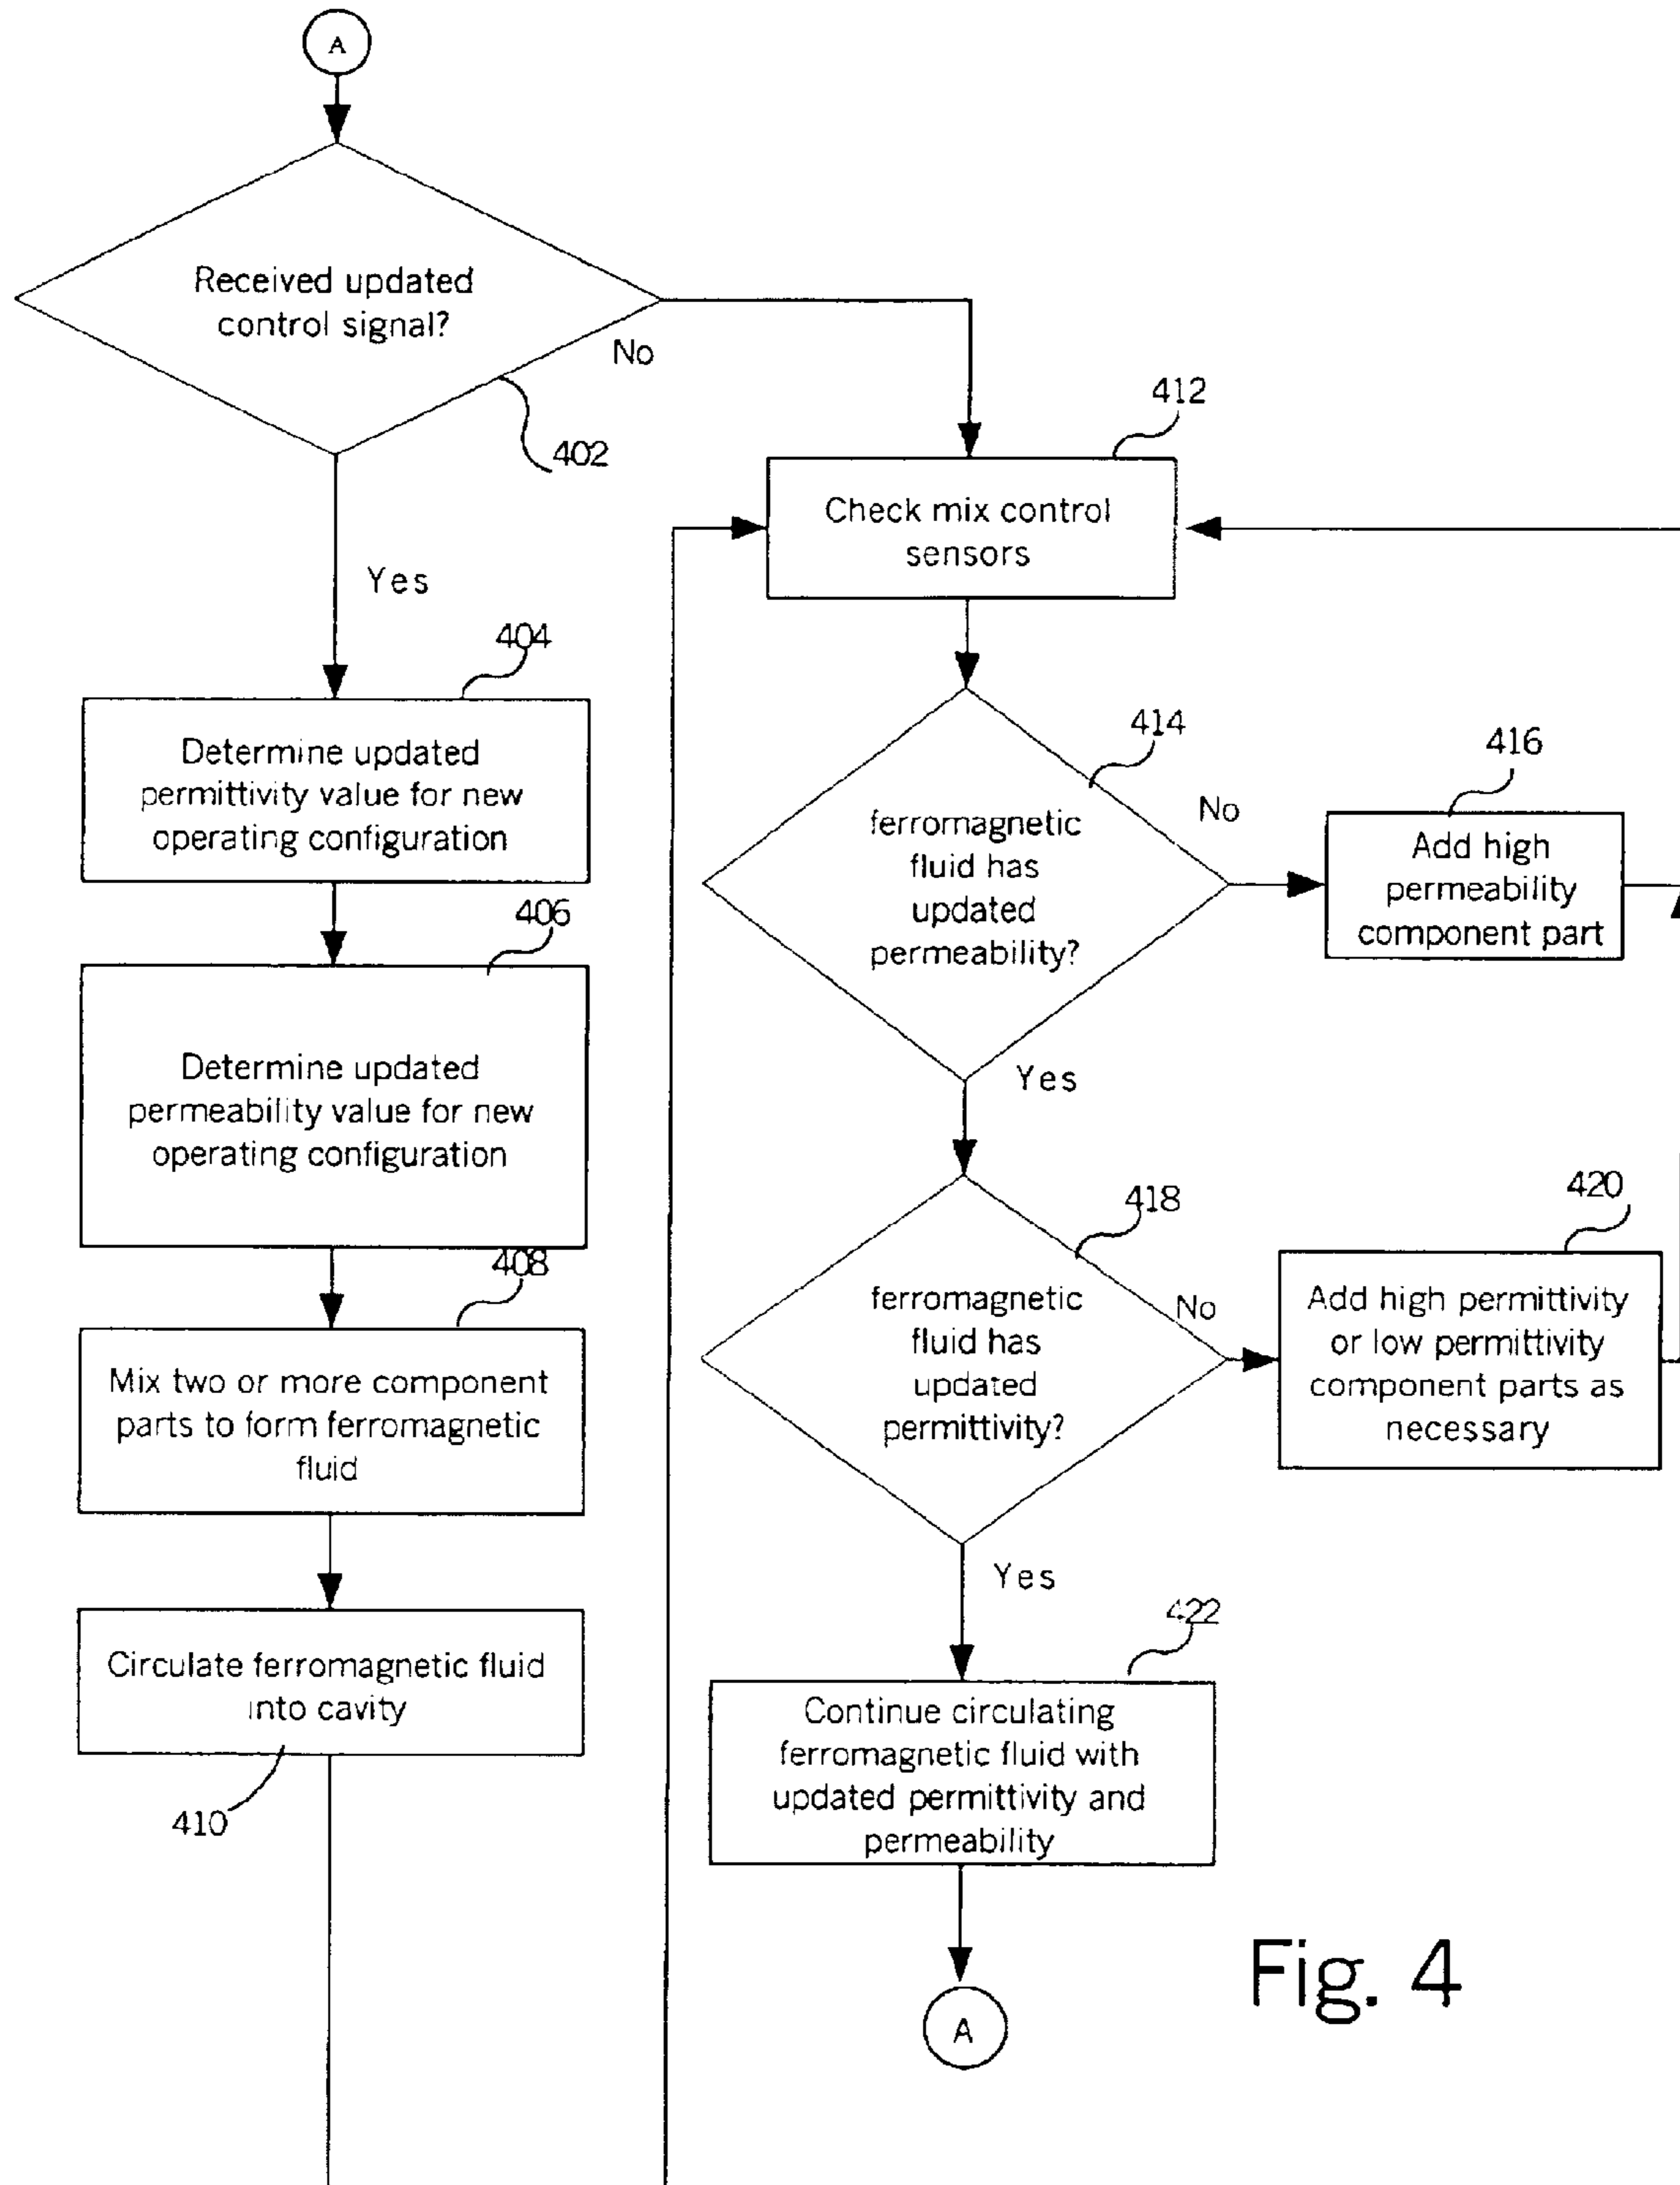 A
Received updated
control signal?
No
402
Yes
404
Determine updated
permittivity value for new
operating configuration
406
Determine updated
permeability value for new
operating configuration
408
Mix two or more component
parts to form ferromagnetic
fluid
Circulate ferromagnetic fluid
into cavity
410
412
Check mix control
sensors
414
ferromagnetic
fluid has
updated
permeability?
No
416
Add high
permeability
component part
Yes
418
ferromagnetic
fluid has
updated
permittivity?
No
420
Add high permittivity
or low permittivity
component parts as
necessary
Yes
422
Continue circulating
ferromagnetic fluid with
updated permittivity and
permeability
A
Fig. 4